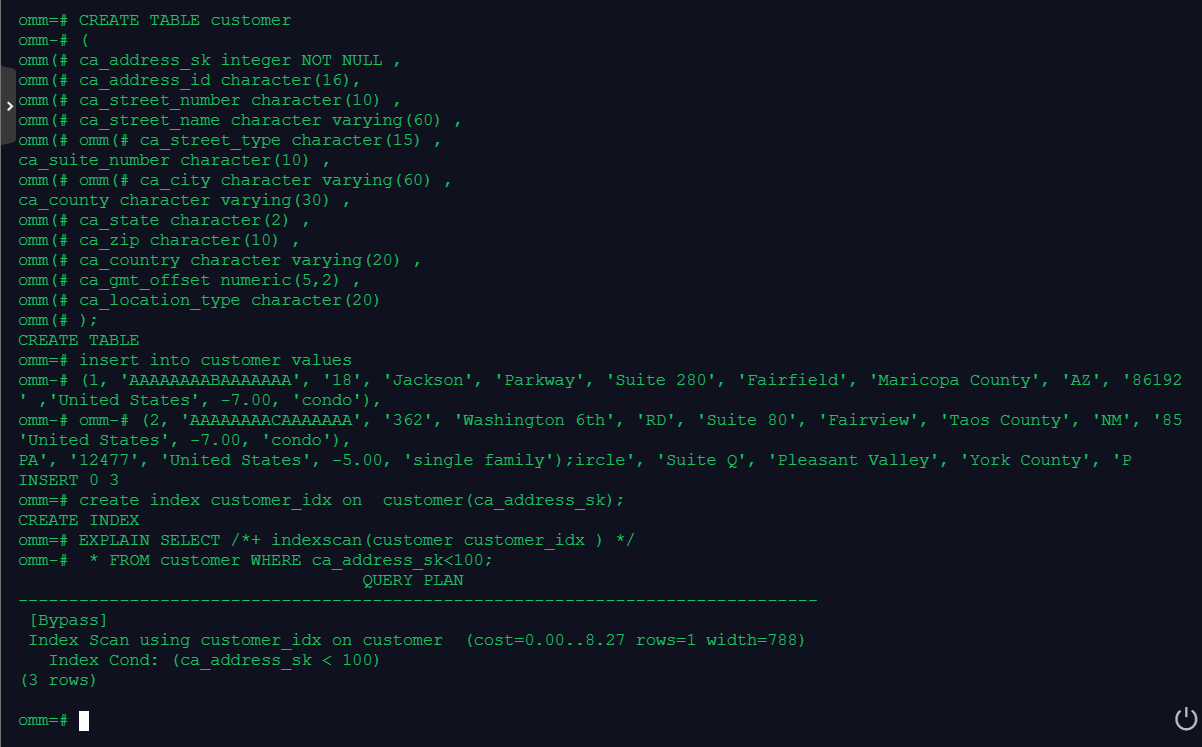 omm=# CREATE TABLE customer
omm-# (
omm(# ca_address_sk integer NOT NULL ,
omm(# ca_address_id character(16),
omm(# ca_street_number character(10) ,
omm(# ca_street_name character varying(60) ,
omm(# omm(# ca_street_type character(15) ,
ca_suite_number character(10) ,
omm(# omm(# ca_city character varying(60) ,
ca_county character varying(30) ,
omm(# ca_state character(2) ,
omm(# ca_zip character(10) ,
omm(# ca_country character varying(20) ,
omm(# ca_gmt_offset numeric(5,2) ,
omm(# ca_location_type character(20)
omm(# );
CREATE TABLE
omm=# insert into customer values
omm-# (1, 'AAAAAAAABAAAAAAA', '18', 'Jackson', 'Parkway', 'Suite 280', 'Fairfield', 'Maricopa County', 'AZ', '86192
' ,'United States', -7.00, 'condo'),
omm-# omm-# (2, 'AAAAAAAACAAAAAAA', '362', 'Washington 6th', 'RD', 'Suite 80', 'Fairview', 'Taos County', 'NM', '85
'United States', -7.00, 'condo'),
PA', '12477', 'United States', -5.00, 'single family');ircle', 'Suite Q', 'Pleasant Valley', 'York County', 'P
INSERT 0 3
omm=# create index customer_idx on  customer(ca_address_sk);
CREATE INDEX
omm=# EXPLAIN SELECT /*+ indexscan(customer customer_idx ) */
omm-#  * FROM customer WHERE ca_address_sk<100;
QUERY PLAN
-------------------------------------------------------------------------------
[Bypass]
Index Scan using customer_idx on customer  (cost=0.00..8.27 rows=1 width=788)
Index Cond: (ca_address_sk < 100)
(3 rows)
omm=#